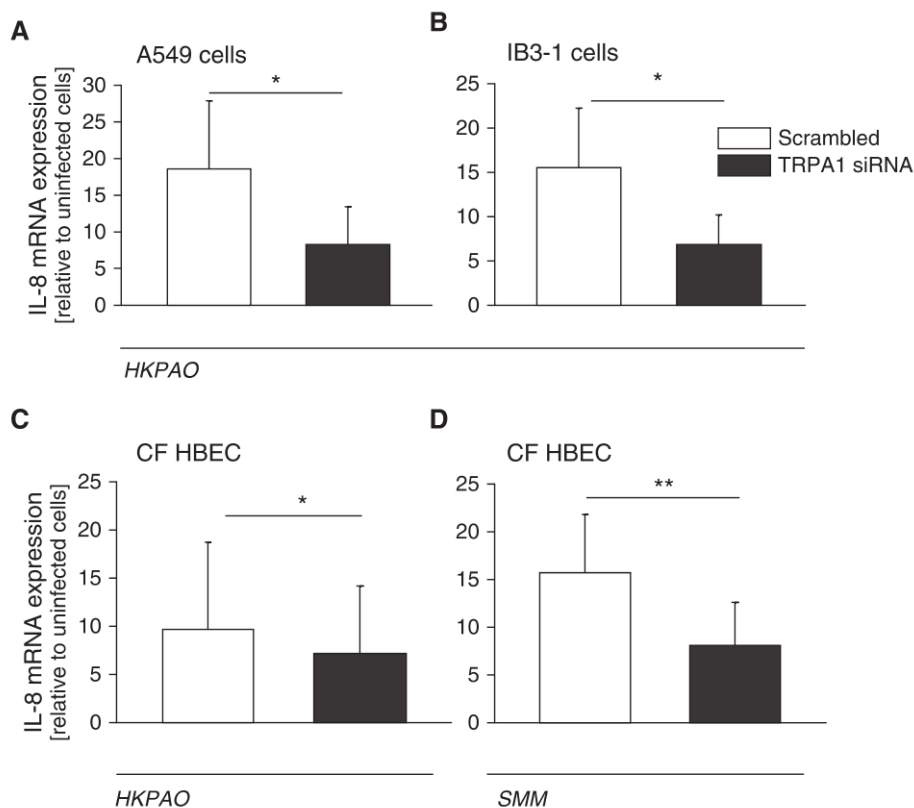 A
B
A549 cells
IB3-1 cells
*
*
IL-8 mRNA expression
[relative to uninfected cells]
30
25
20
15
10
5
0
25
20
15
10
5
0
Scrambled
TRPA1 siRNA
HKPAO
C
D
CF HBEC
CF HBEC
*
**
IL-8 mRNA expression
[relative to uninfected cells]
25
20
15
10
5
0
25
20
15
10
5
0
HKPAO
SMM